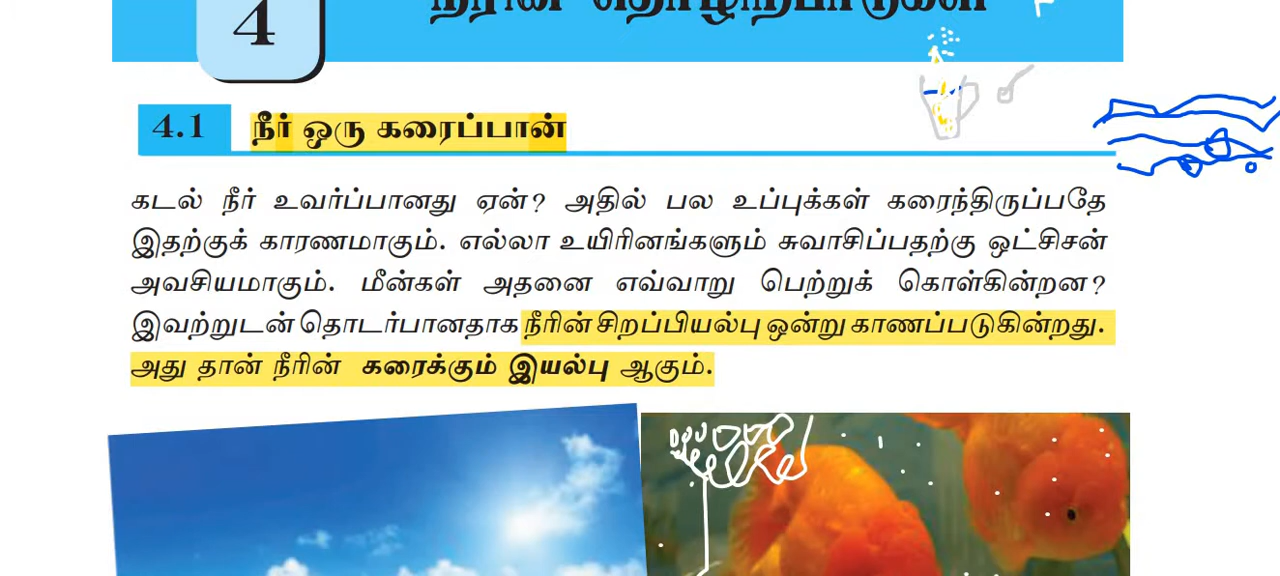 4
நீரின் தொழிற்பாடுகள்
4.1 நீர் ஒரு கரைப்பான்
கடல் நீர் உவர்ப்பானது ஏன்? அதில் பல உப்புக்கள் கரைந்திருப்பதே
இதற்குக் காரணமாகும். எல்லா உயிரினங்களும் சுவாசிப்பதற்கு ஒட்சிசன்
அவசியமாகும். மீன்கள் அதனை எவ்வாறு பெற்றுக் கொள்கின்றன?
இவற்றுடன் தொடர்பானதாக நீரின் சிறப்பியல்பு ஒன்று காணப்படுகின்றது.
அது தான் நீரின் கரைக்கும் இயல்பு ஆகும்.